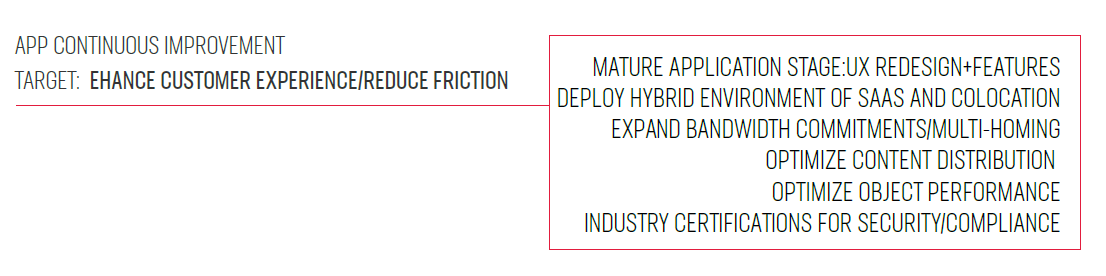 APP CONTINUOUS IMPROVEMENT
TARGET: EHANCE CUSTOMER EXPERIENCE/REDUCE FRICTION
MATURE APPLICATION STAGE:UX REDESIGN+FEATURES
DEPLOY HYBRID ENVIRONMENT OF SAAS AND COLOCATION
EXPAND BANDWIDTH COMMITMENTS/MULTI-HOMING
OPTIMIZE CONTENT DISTRIBUTION
OPTIMIZE OBJECT PERFORMANCE
INDUSTRY CERTIFICATIONS FOR SECURITY/COMPLIANCE